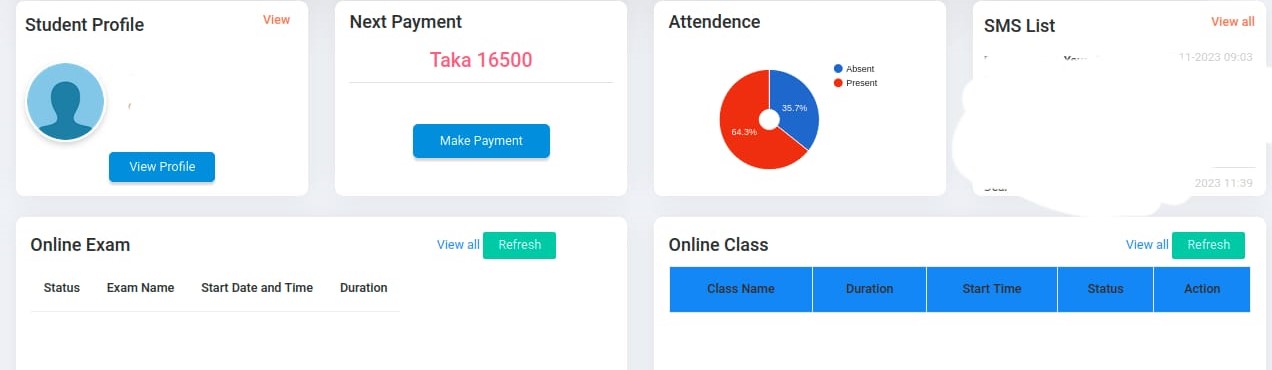 Student Profile
View
View Profile
Next Payment
Taka 16500
Make Payment
Attendence
Absent
Present
35.7%
64.3%
SMS List
View all
11-2023 09:03
2023 11:39
Online Exam
View all
Refresh
Status
Exam Name
Start Date and Time
Duration
Online Class
View all
Refresh
Class Name
Duration
Start Time
Status
Action